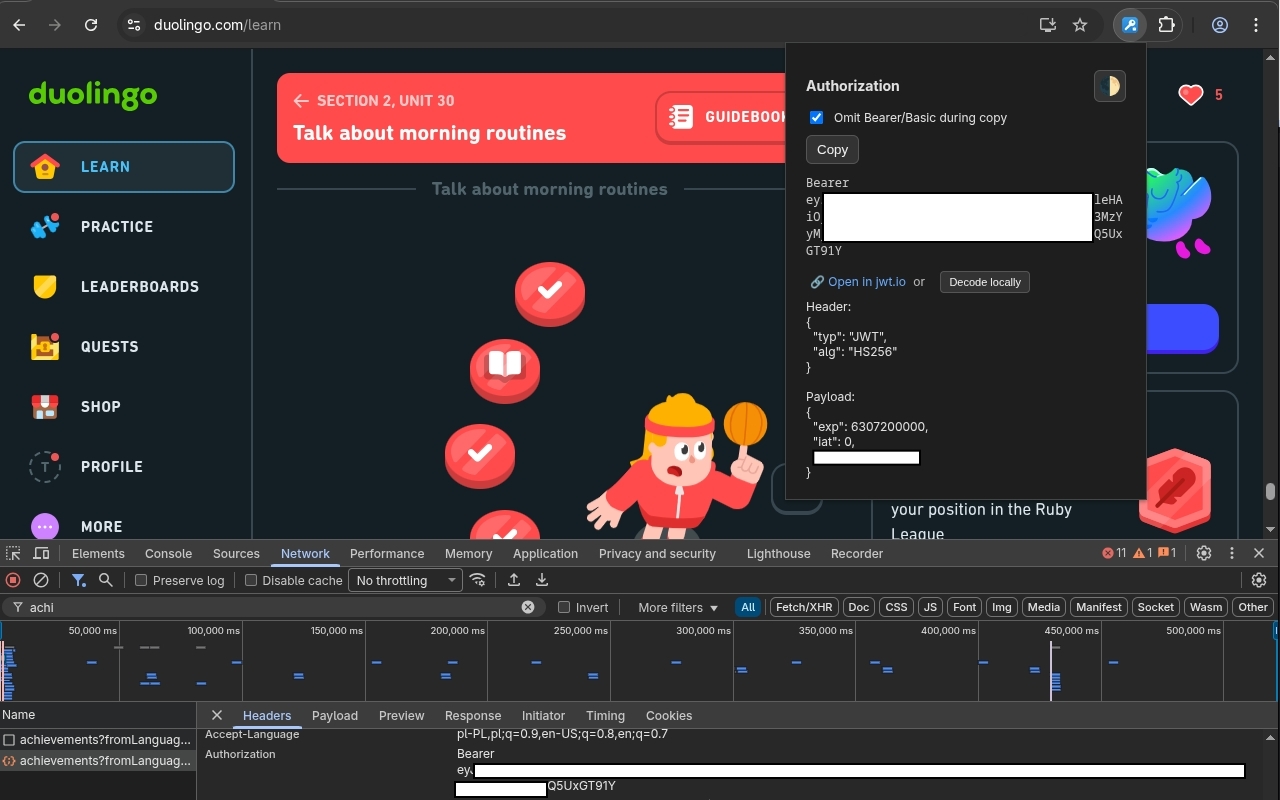 duolingo.com/learn
duolingo
LEARN
PRACTICE
LEADERBOARDS
QUESTS
SHOP
T PROFILE
MORE
SECTION 2, UNIT 30
Talk about morning routines
GUIDEBOOK
Talk about morning routines
5
your position in the Ruby
League
Authorization
Omit Bearer/Basic during copy
Copy
Bearer
ey leHA
iO 3MzY
yM Q5Ux
GT91Y
Open in jwt.io or Decode locally
Header:
{
"typ": "JWT",
"alg": "HS256"
}
Payload:
{
"exp": 6307200000,
"iat": 0,
}
Elements Console Sources Network Performance Memory Application Privacy and security Lighthouse Recorder 11 1 1
Preserve log Disable cache No throttling
achi Invert More filters All Fetch/XHR Doc CSS JS Font Img Media Manifest Socket Wasm Other
50,000 ms 100,000 ms 150,000 ms 200,000 ms 250,000 ms 300,000 ms 350,000 ms 400,000 ms 450,000 ms 500,000 ms
Name Headers Payload Preview Response Initiator Timing Cookies
achievements?fromLanguag...
achievements?fromLanguag...
Accept-Language pl-PL,pl;q=0.9,en-US;q=0.8,en;q=0.7
Authorization Bearer
ey
Q5UxGT91Y